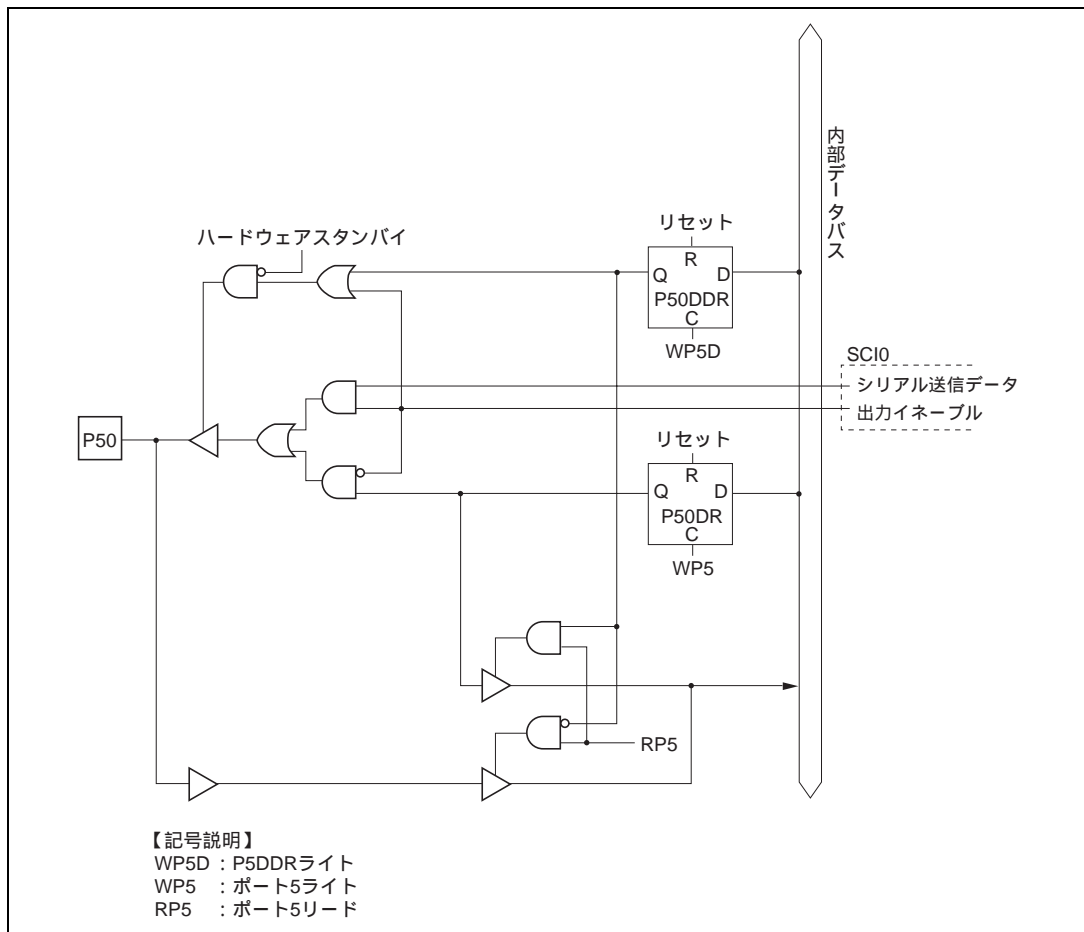 内部データバス
リセット
ハードウェアスタンバイ
R
Q D
P50DDR
C
WP5D
SCI0
シリアル送信データ
出力イネーブル
P50
リセット
R
Q D
P50DR
C
WP5
RP5
【記号説明】
WP5D : P5DDRライト
WP5 : ポート5ライト
RP5 : ポート5リード